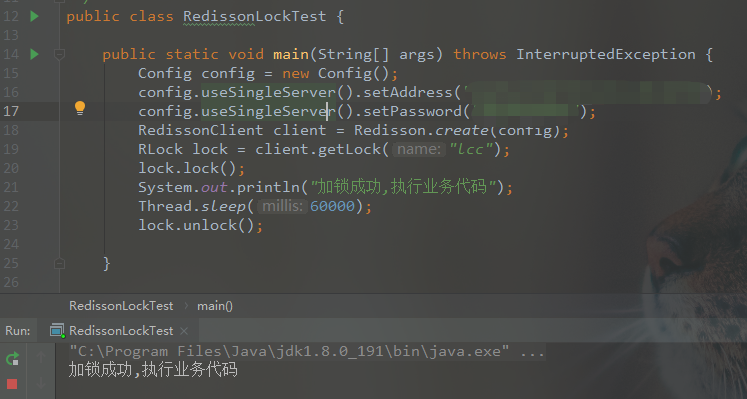 12 public class RedissonLockTest {
13
14 public static void main(String[] args) throws InterruptedException {
15 Config config = new Config();
16 config.useSingleServer().setAddress( );
17 config.useSingleServer().setPassword( );
18 RedissonClient client = Redisson.create(config);
19 RLock lock = client.getLock( name: "lcc");
20 lock.lock();
21 System.out.println("加锁成功,执行业务代码");
22 Thread.sleep( millis: 60000);
23 lock.unlock();
24
25 }
26
RedissonLockTest › main()
Run: RedissonLockTest ×
"C:\Program Files\Java\jdk1.8.0_191\bin\java.exe" ...
加锁成功,执行业务代码